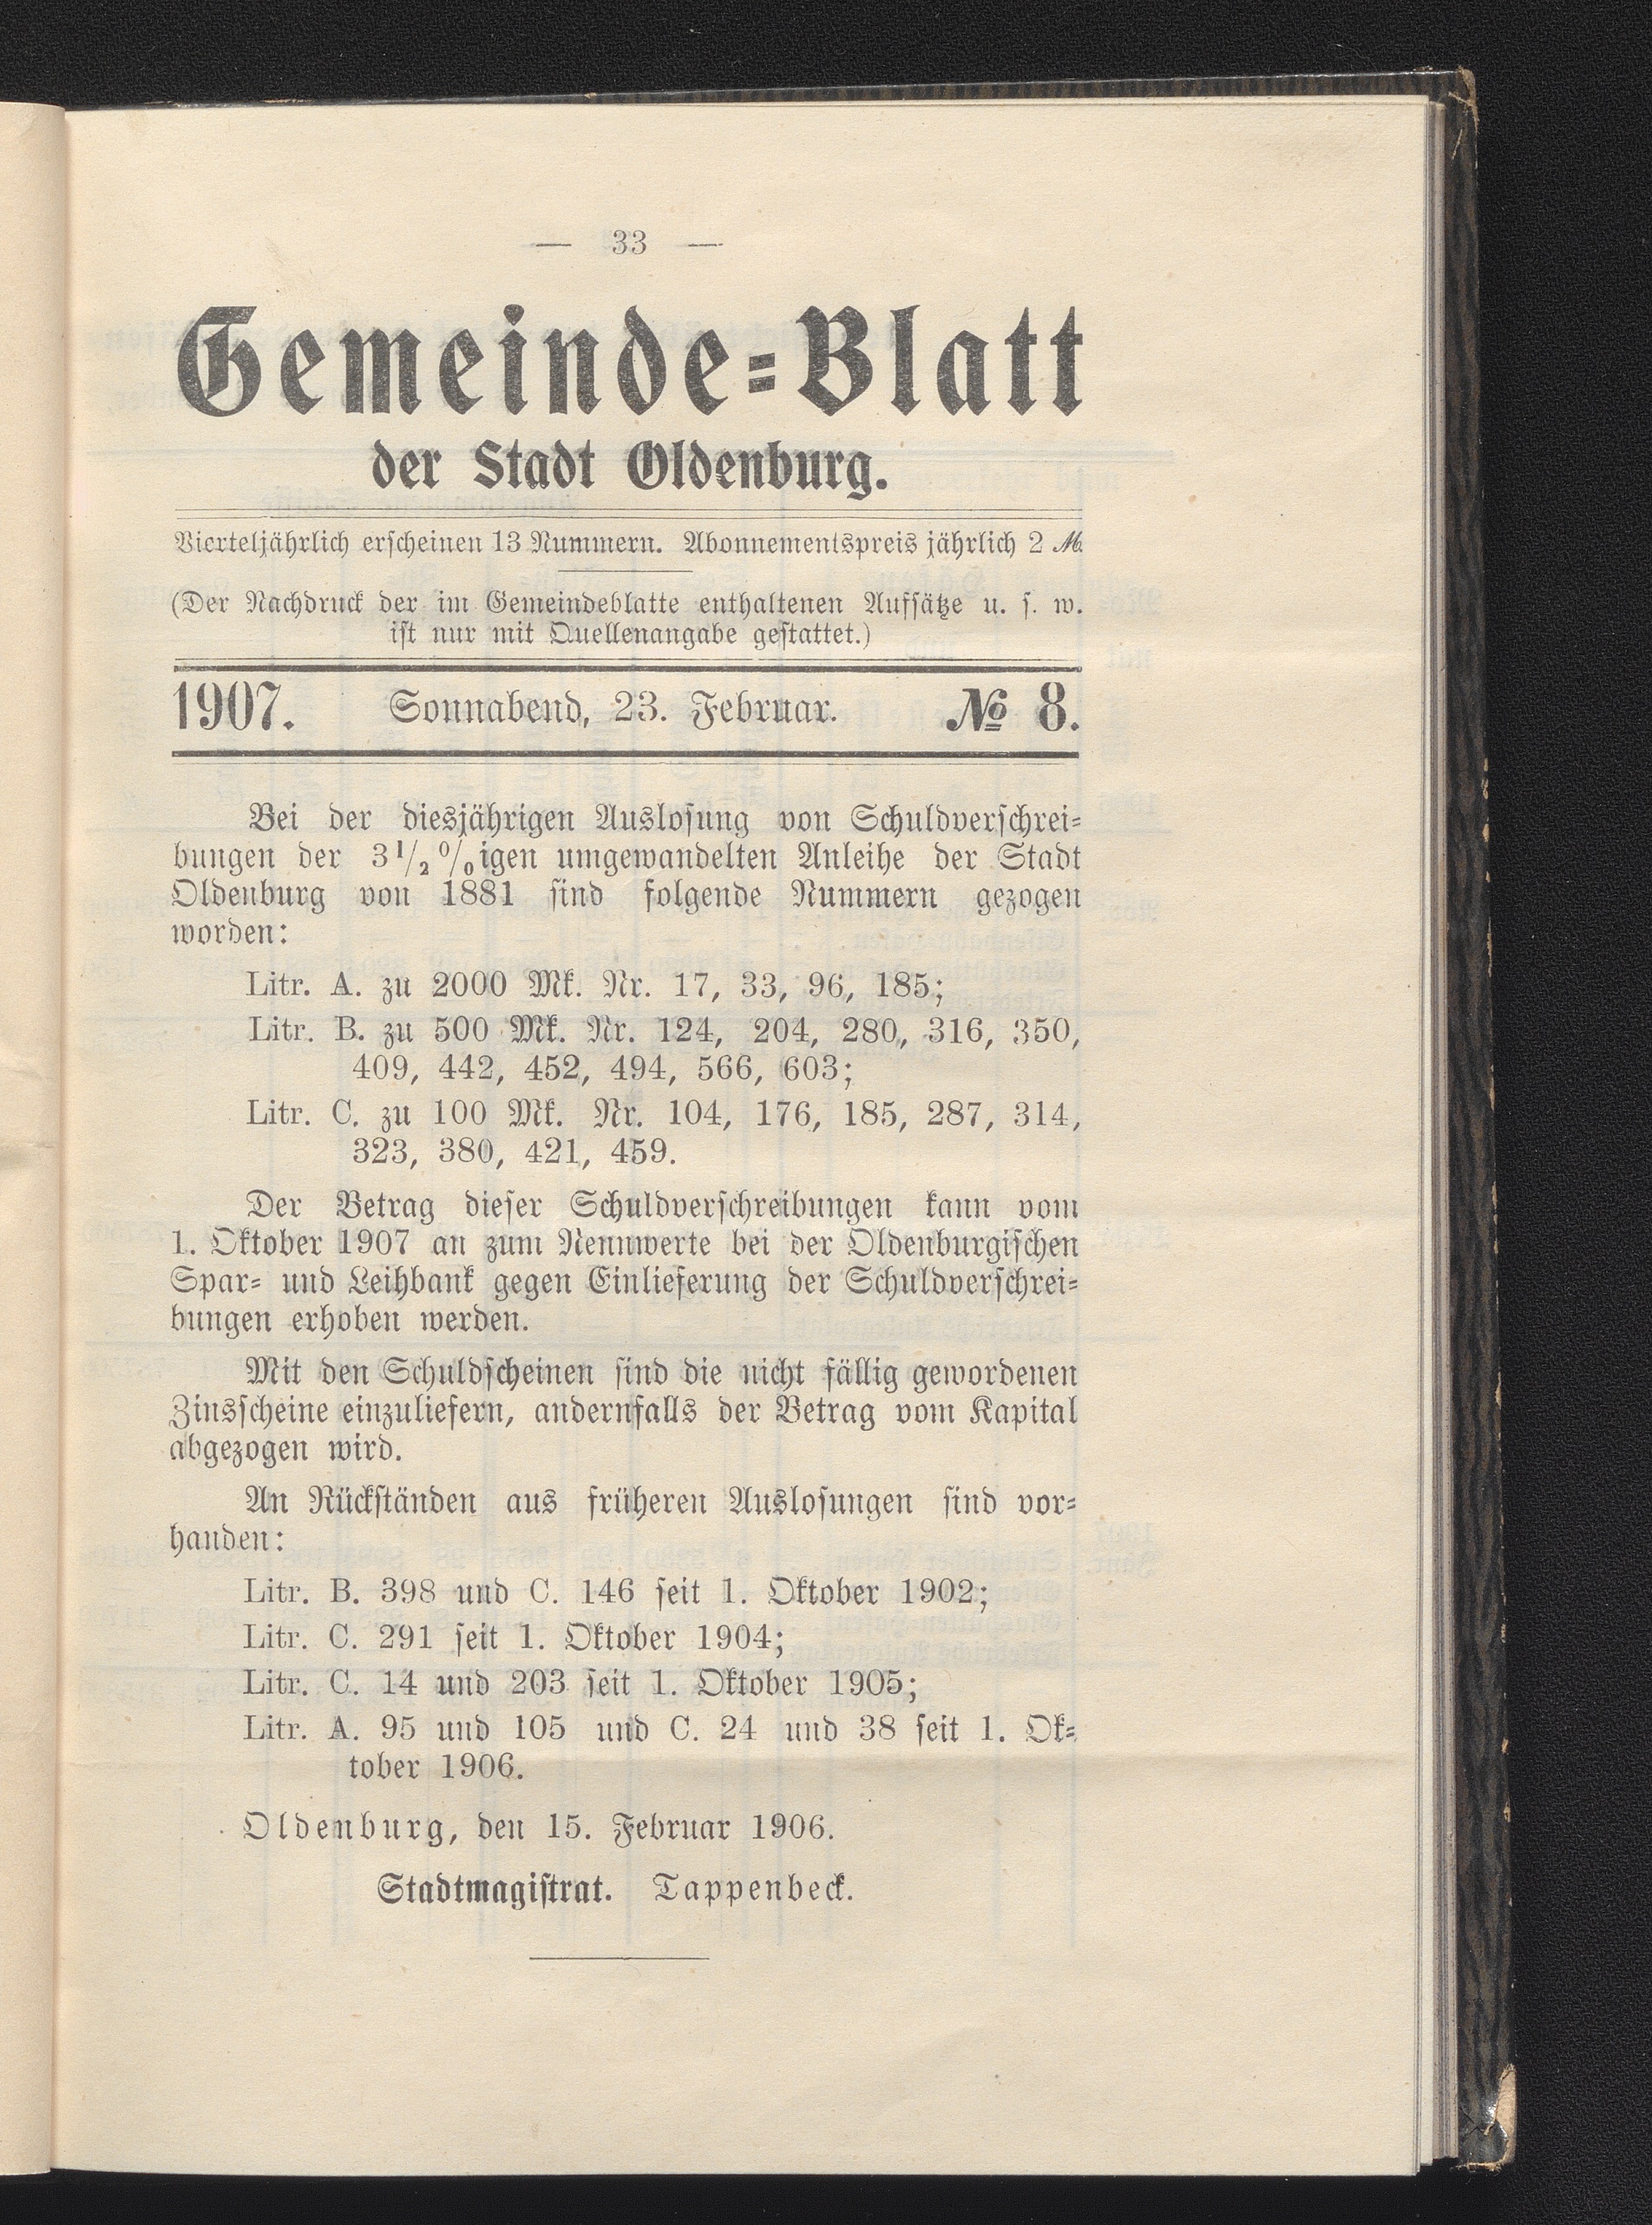 — 33 —
Gemeinde-Blatt
der Stadt Oldenburg.
Vierteljährlich erscheinen 13 Nummern. Abonnementspreis jährlich 2 ℳ
(Der Nachdruck der im Gemeindeblatte enthaltenen Aufsätze u. s. w.
ist nur mit Quellenangabe gestattet.)
1907. Sonnabend, 23. Februar. № 8.
Bei der diesjährigen Auslosung von Schuldverschrei-
bungen der 3½ %igen umgewandelten Anleihe der Stadt
Oldenburg von 1881 sind folgende Nummern gezogen
worden:
Litr. A. zu 2000 Mk. Nr. 17, 33, 96, 185;
Litr. B. zu 500 Mk. Nr. 124, 204, 280, 316, 350,
409, 442, 452, 494, 566, 603;
Litr. C. zu 100 Mk. Nr. 104, 176, 185, 287, 314,
323, 380, 421, 459.
Der Betrag dieser Schuldverschreibungen kann vom
1. Oktober 1907 an zum Nennwerte bei der Oldenburgischen
Spar- und Leihbank gegen Einlieferung der Schuldverschrei-
bungen erhoben werden.
Mit den Schuldscheinen sind die nicht fällig gewordenen
Zinsscheine einzuliefern, andernfalls der Betrag vom Kapital
abgezogen wird.
An Rückständen aus früheren Auslosungen sind vor-
handen:
Litr. B. 398 und C. 146 seit 1. Oktober 1902;
Litr. C. 291 seit 1. Oktober 1904;
Litr. C. 14 und 203 seit 1. Oktober 1905;
Litr. A. 95 und 105 und C. 24 und 38 seit 1. Ok-
tober 1906.
Oldenburg, den 15. Februar 1906.
Stadtmagistrat. Tappenbeck.